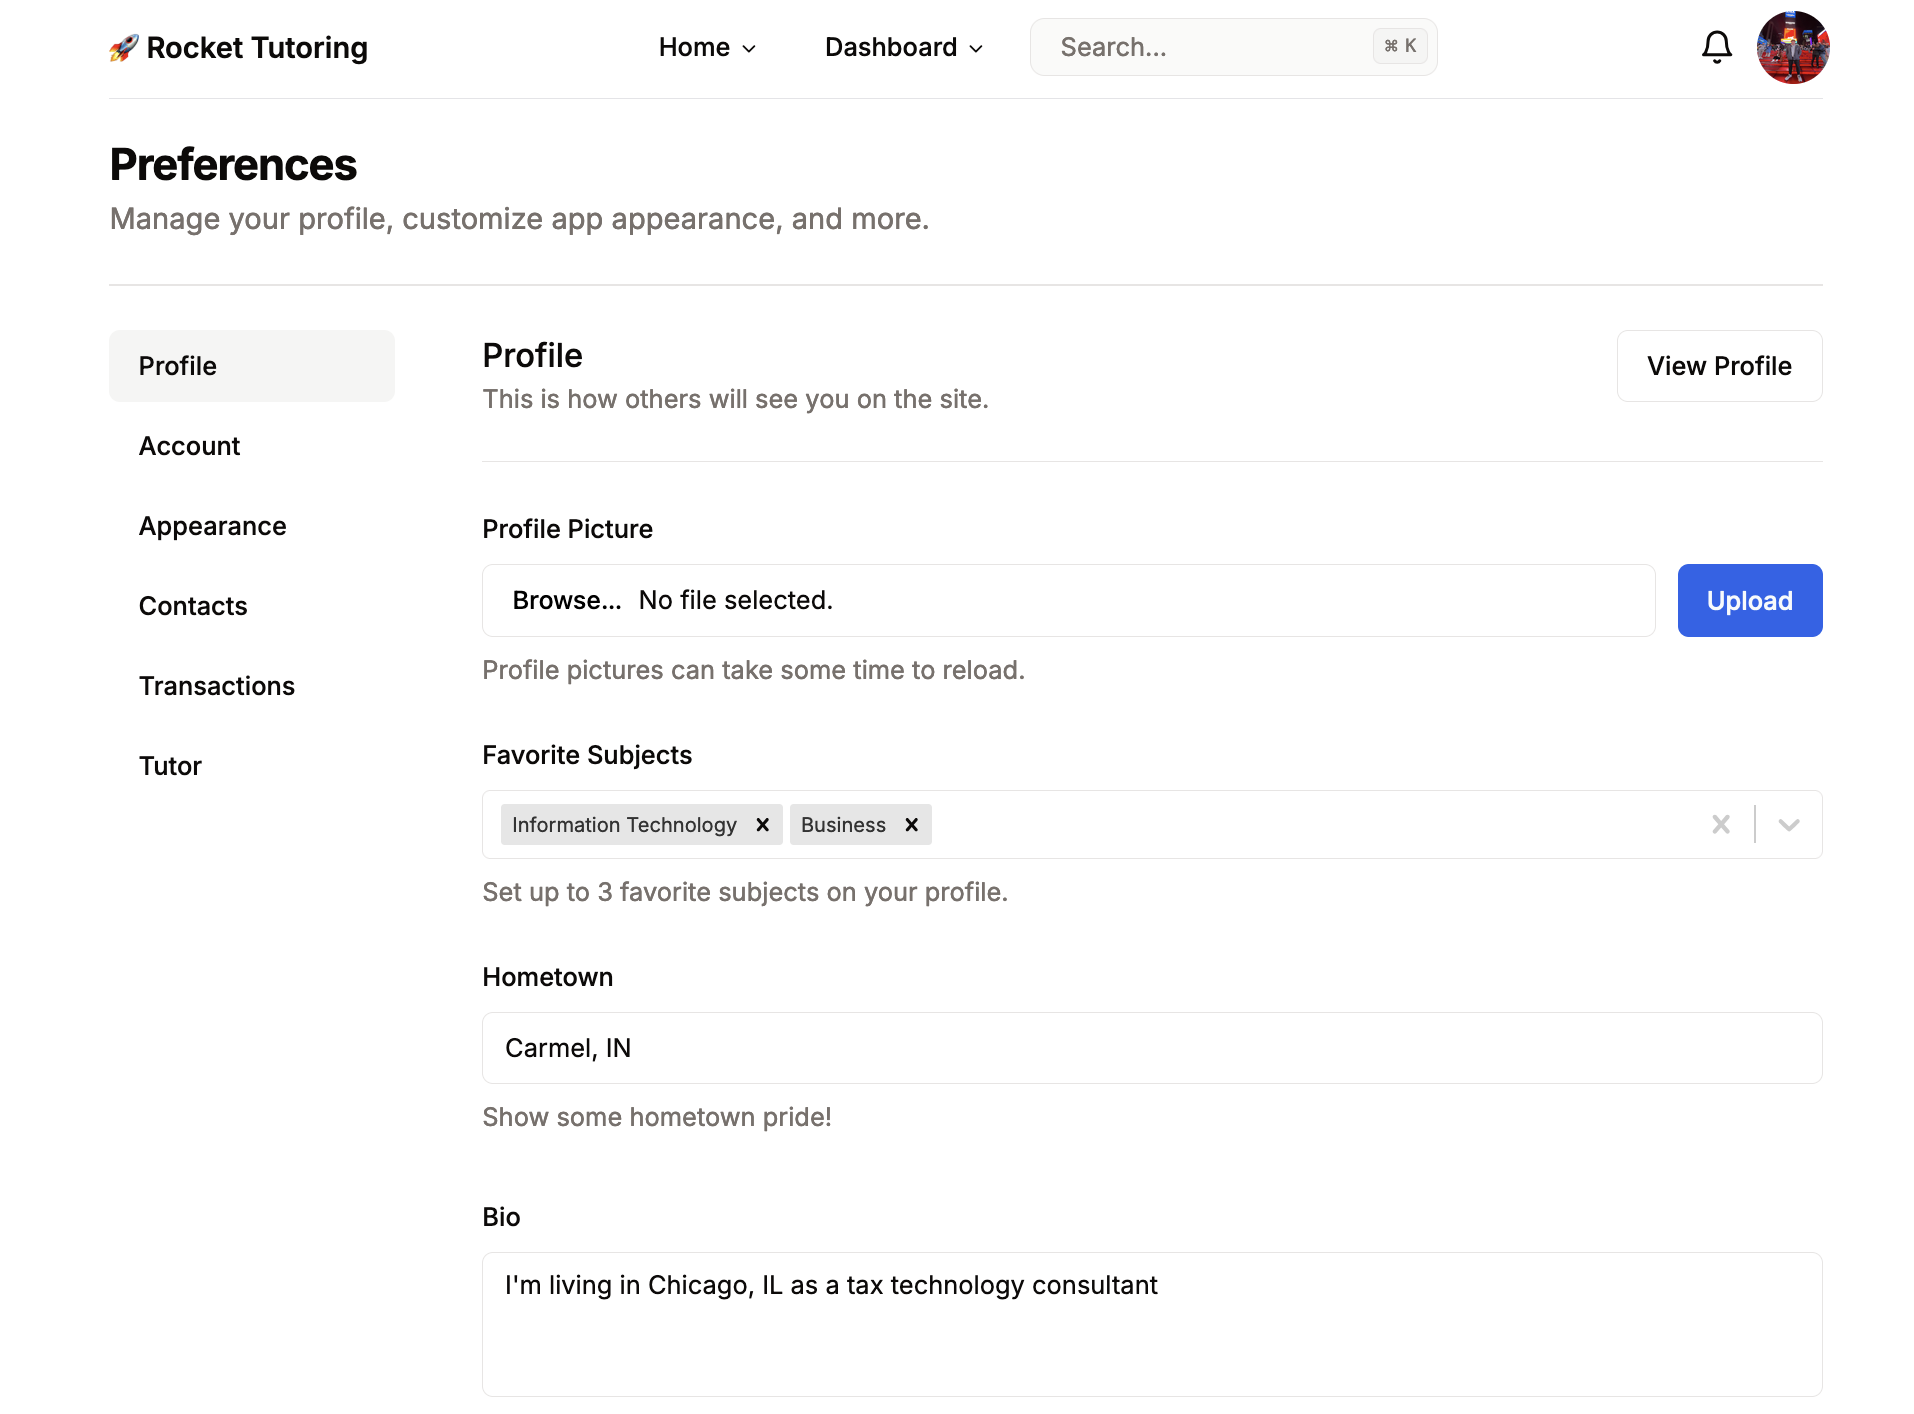 🚀 Rocket Tutoring
Home
Dashboard
Search...
⌘ K
Preferences
Manage your profile, customize app appearance, and more.
Profile
Account
Appearance
Contacts
Transactions
Tutor
Profile
This is how others will see you on the site.
View Profile
Profile Picture
Browse... No file selected.
Upload
Profile pictures can take some time to reload.
Favorite Subjects
Information Technology
Business
Set up to 3 favorite subjects on your profile.
Hometown
Carmel, IN
Show some hometown pride!
Bio
I'm living in Chicago, IL as a tax technology consultant